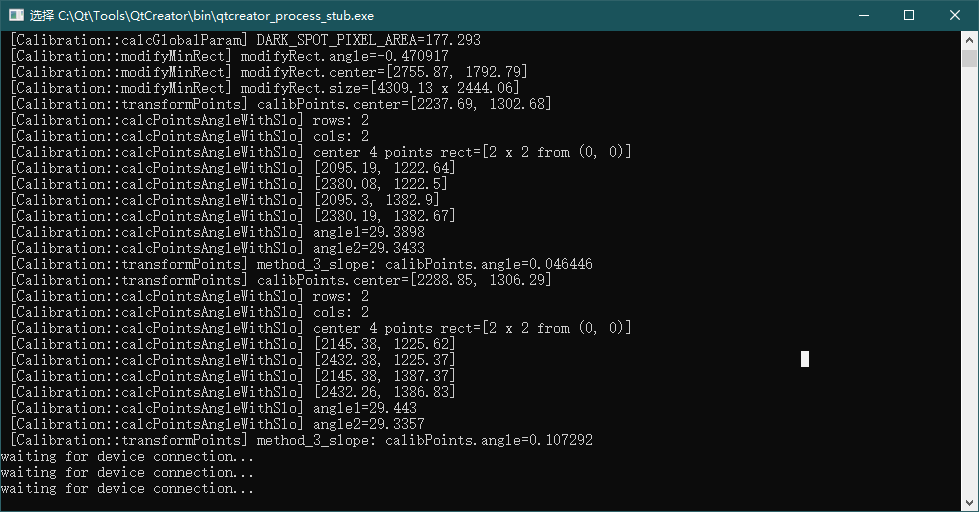 选择 C:\Qt\Tools\QtCreator\bin\qtcreator_process_stub.exe
[Calibration::calcGlobalParam] DARK_SPOT_PIXEL_AREA=177.293
[Calibration::modifyMinRect] modifyRect.angle=-0.470917
[Calibration::modifyMinRect] modifyRect.center=[2755.87, 1792.79]
[Calibration::modifyMinRect] modifyRect.size=[4309.13 x 2444.06]
[Calibration::transformPoints] calibPoints.center=[2237.69, 1302.68]
[Calibration::calcPointsAngleWithSlo] rows: 2
[Calibration::calcPointsAngleWithSlo] cols: 2
[Calibration::calcPointsAngleWithSlo] center 4 points rect=[2 x 2 from (0, 0)]
[Calibration::calcPointsAngleWithSlo] [2095.19, 1222.64]
[Calibration::calcPointsAngleWithSlo] [2380.08, 1222.5]
[Calibration::calcPointsAngleWithSlo] [2095.3, 1382.9]
[Calibration::calcPointsAngleWithSlo] [2380.19, 1382.67]
[Calibration::calcPointsAngleWithSlo] angle1=29.3898
[Calibration::calcPointsAngleWithSlo] angle2=29.3433
[Calibration::transformPoints] method_3_slope: calibPoints.angle=0.046446
[Calibration::transformPoints] calibPoints.center=[2288.85, 1306.29]
[Calibration::calcPointsAngleWithSlo] rows: 2
[Calibration::calcPointsAngleWithSlo] cols: 2
[Calibration::calcPointsAngleWithSlo] center 4 points rect=[2 x 2 from (0, 0)]
[Calibration::calcPointsAngleWithSlo] [2145.38, 1225.62]
[Calibration::calcPointsAngleWithSlo] [2432.38, 1225.37]
[Calibration::calcPointsAngleWithSlo] [2145.38, 1387.37]
[Calibration::calcPointsAngleWithSlo] [2432.26, 1386.83]
[Calibration::calcPointsAngleWithSlo] angle1=29.443
[Calibration::calcPointsAngleWithSlo] angle2=29.3357
[Calibration::transformPoints] method_3_slope: calibPoints.angle=0.107292
waiting for device connection...
waiting for device connection...
waiting for device connection...